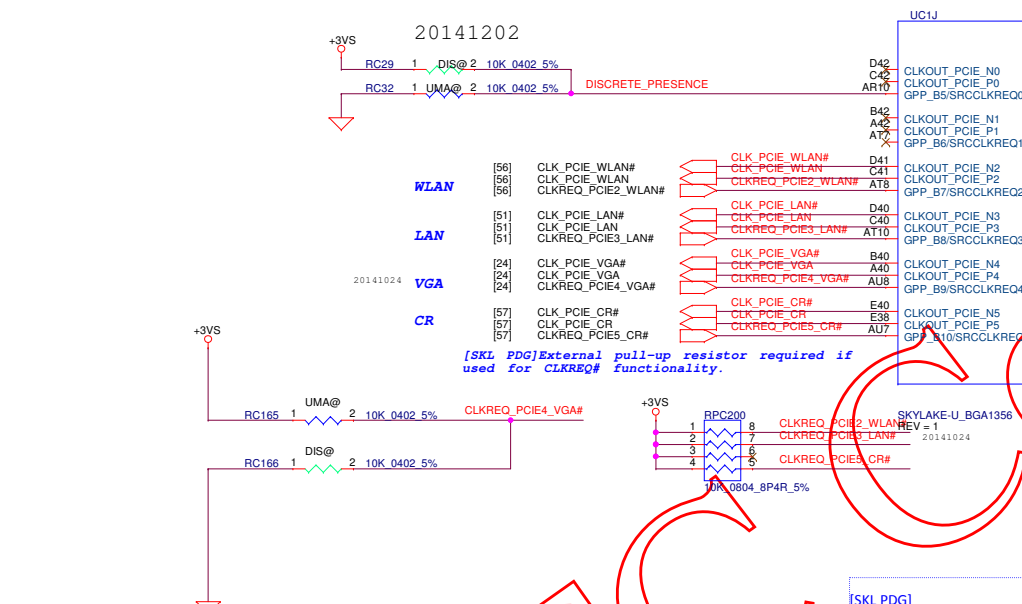 UC1J
20141202
+3VS
RC29 1 DIS@ 2 10K_0402_5%
RC32 1 UMA@ 2 10K_0402_5%
DISCRETE_PRESENCE
D42 CLKOUT_PCIE_N0
C42 CLKOUT_PCIE_P0
AR10 GPP_B5/SRCCLKREQ0
B42 CLKOUT_PCIE_N1
A42 CLKOUT_PCIE_P1
AT7 GPP_B6/SRCCLKREQ1
WLAN
[56] CLK_PCIE_WLAN# CLK_PCIE_WLAN# D41 CLKOUT_PCIE_N2
[56] CLK_PCIE_WLAN CLK_PCIE_WLAN C41 CLKOUT_PCIE_P2
[56] CLKREQ_PCIE2_WLAN# CLKREQ_PCIE2_WLAN# AT8 GPP_B7/SRCCLKREQ2
LAN
[51] CLK_PCIE_LAN# CLK_PCIE_LAN# D40 CLKOUT_PCIE_N3
[51] CLK_PCIE_LAN CLK_PCIE_LAN C40 CLKOUT_PCIE_P3
[51] CLKREQ_PCIE3_LAN# CLKREQ_PCIE3_LAN# AT10 GPP_B8/SRCCLKREQ3
20141024 VGA
[24] CLK_PCIE_VGA# CLK_PCIE_VGA# B40 CLKOUT_PCIE_N4
[24] CLK_PCIE_VGA CLK_PCIE_VGA A40 CLKOUT_PCIE_P4
[24] CLKREQ_PCIE4_VGA# CLKREQ_PCIE4_VGA# AU8 GPP_B9/SRCCLKREQ4
CR
[57] CLK_PCIE_CR# CLK_PCIE_CR# E40 CLKOUT_PCIE_N5
[57] CLK_PCIE_CR CLK_PCIE_CR E38 CLKOUT_PCIE_P5
[57] CLKREQ_PCIE5_CR# CLKREQ_PCIE5_CR# AU7 GPP_B10/SRCCLKREQ
[SKL PDG]External pull-up resistor required if
used for CLKREQ# functionality.
+3VS
UMA@
RC165 1 2 10K_0402_5%
CLKREQ_PCIE4_VGA#
DIS@
RC166 1 2 10K_0402_5%
+3VS
RPC200
1 8 CLKREQ_PCIE2_WLAN#
2 7 CLKREQ_PCIE3_LAN#
3 6
4 5 CLKREQ_PCIE5_CR#
10K_0804_8P4R_5%
SKYLAKE-U_BGA1356
REV = 1
20141024
[SKL PDG]